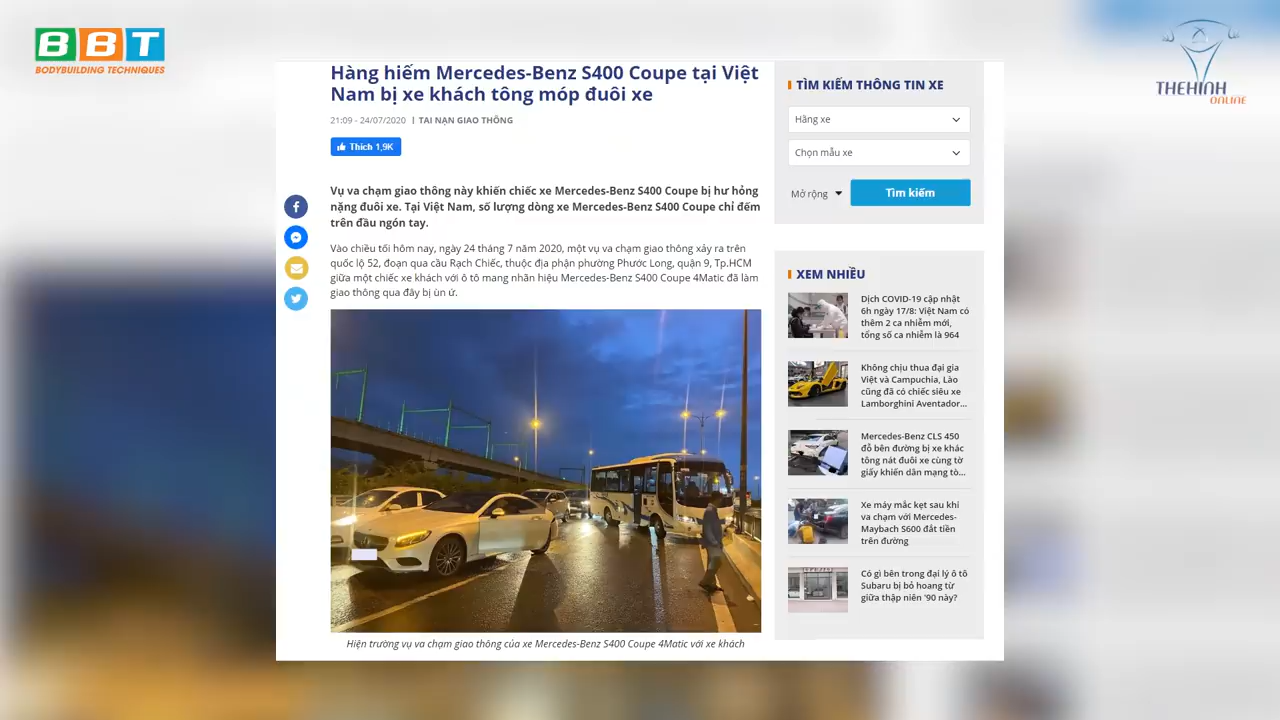 BBT
BODYBUILDING TECHNIQUES
THEHINH
ONLINE
Hàng hiếm Mercedes-Benz S400 Coupe tại Việt
Nam bị xe khách tông móp đuôi xe
21:09 - 24/07/2020 | TAI NẠN GIAO THÔNG
Thích 1,9K
Vụ va chạm giao thông này khiến chiếc xe Mercedes-Benz S400 Coupe bị hư hỏng
nặng đuôi xe. Tại Việt Nam, số lượng dòng xe Mercedes-Benz S400 Coupe chỉ đếm
trên đầu ngón tay.
Vào chiều tối hôm nay, ngày 24 tháng 7 năm 2020, một vụ va chạm giao thông xảy ra trên
quốc lộ 52, đoạn qua cầu Rạch Chiếc, thuộc địa phận phường Phước Long, quận 9, Tp.HCM
giữa một chiếc xe khách với ô tô mang nhãn hiệu Mercedes-Benz S400 Coupe 4Matic đã làm
giao thông qua đây bị ùn ứ.
Hiện trường vụ va chạm giao thông của xe Mercedes-Benz S400 Coupe 4Matic với xe khách
TÌM KIẾM THÔNG TIN XE
Hãng xe
Chọn mẫu xe
Mở rộng
Tìm kiếm
XEM NHIỀU
Dịch COVID-19 cập nhật
6h ngày 17/8: Việt Nam có
thêm 2 ca nhiễm mới,
tổng số ca nhiễm là 964
Không chịu thua đại gia
Việt và Campuchia, Lào
cũng đã có chiếc siêu xe
Lamborghini Aventador...
Mercedes-Benz CLS 450
đỗ bên đường bị xe khác
tông nát đuôi xe cùng tờ
giấy khiến dân mạng tò...
Xe máy mắc kẹt sau khi
va chạm với Mercedes-
Maybach S600 đắt tiền
trên đường
Có gì bên trong đại lý ô tô
Subaru bị bỏ hoang từ
giữa thập niên '90 này?